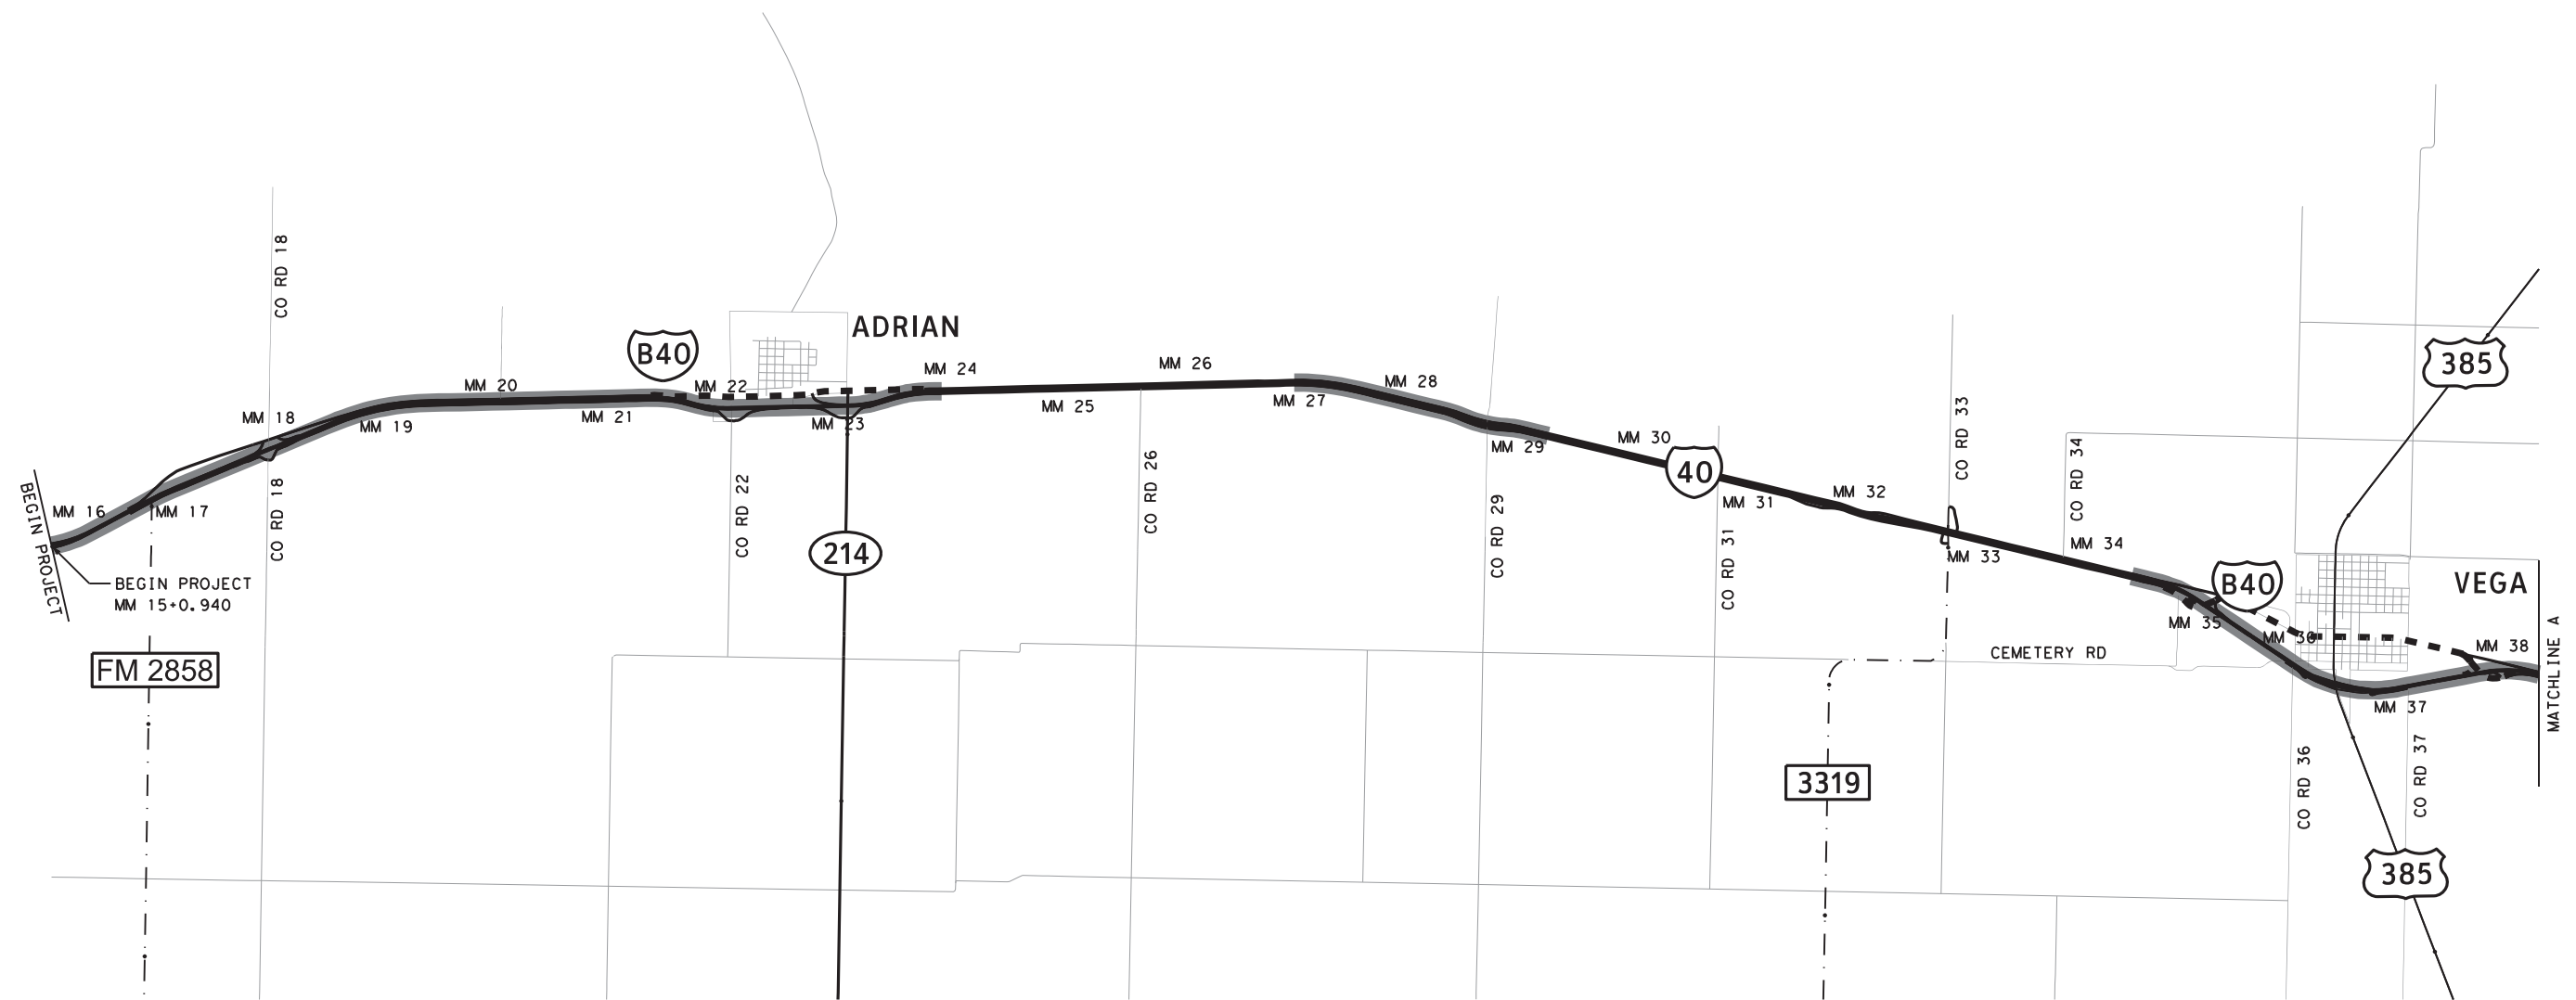 CO RD 18
ADRIAN
B40
MM 24
MM 26
385
MM 20
MM 22
MM 28
MM 18
MM 19
MM 21
MM 23
MM 25
MM 27
CO RD 33
MM 30
MM 29
40
CO RD 34
MM 32
MM 31
CO RD 26
CO RD 22
CO RD 18
CO RD 29
MM 16
MM 17
BEGIN PROJECT
214
CO RD 31
MM 33
MM 34
BEGIN PROJECT
MM 15+0.940
B40
VEGA
MM 35
MM 36
MM 38
FM 2858
CEMETERY RD
MATCHLINE A
MM 37
3319
CO RD 36
CO RD 37
385